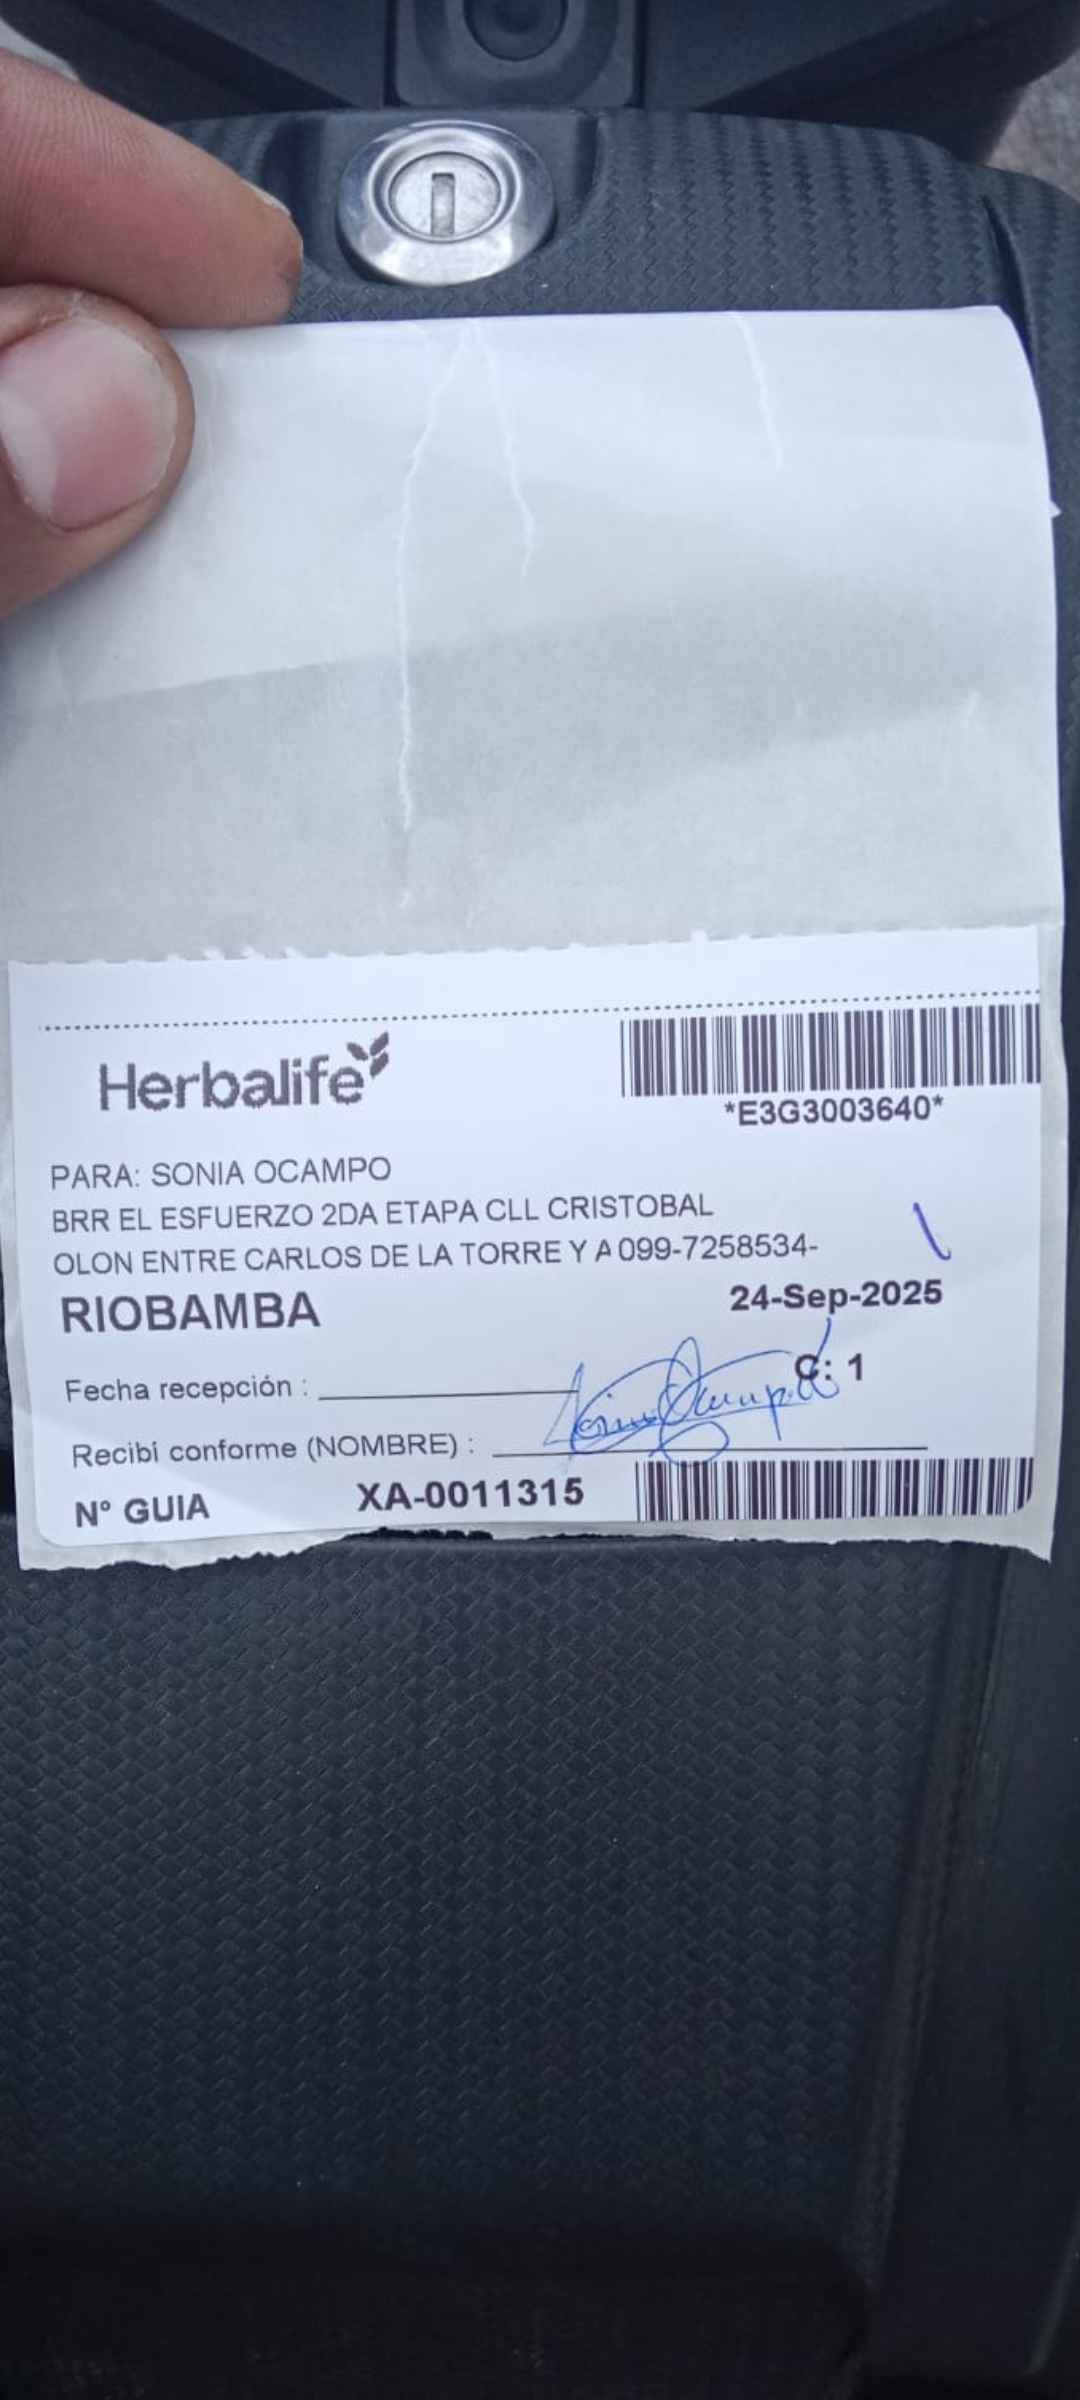 Herbalife
*E3G3003640*
PARA: SONIA OCAMPO
BRR EL ESFUERZO 2DA ETAPA CLL CRISTOBAL
OLON ENTRE CARLOS DE LA TORRE Y A 099-7258534-
RIOBAMBA 24-Sep-2025
C: 1
Fecha recepción :
Recibí conforme (NOMBRE) :
N° GUIA XA-0011315